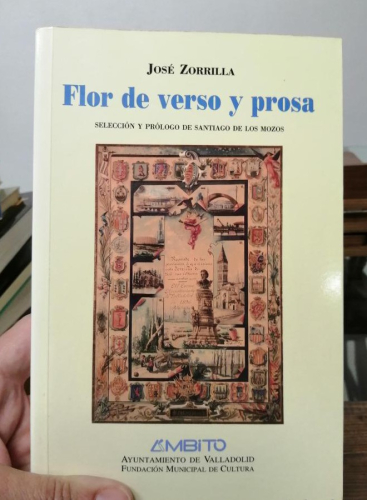 JOSÉ ZORRILLA
Flor de verso y prosa
SELECCIÓN Y PRÓLOGO DE SANTIAGO DE LOS MOZOS
ÁMBITO
AYUNTAMIENTO DE VALLADOLID
FUNDACIÓN MUNICIPAL DE CULTURA